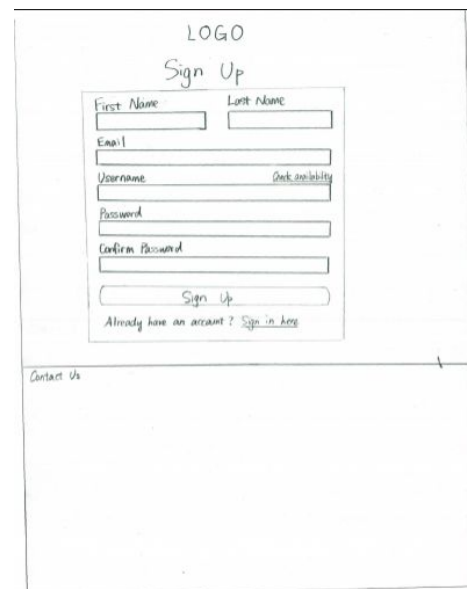 LOGO
Sign Up
First Name Last Name
Email
Username Check availability
Password
Confirm Password
Sign Up
Already have an account? Sign in here
Contact Us